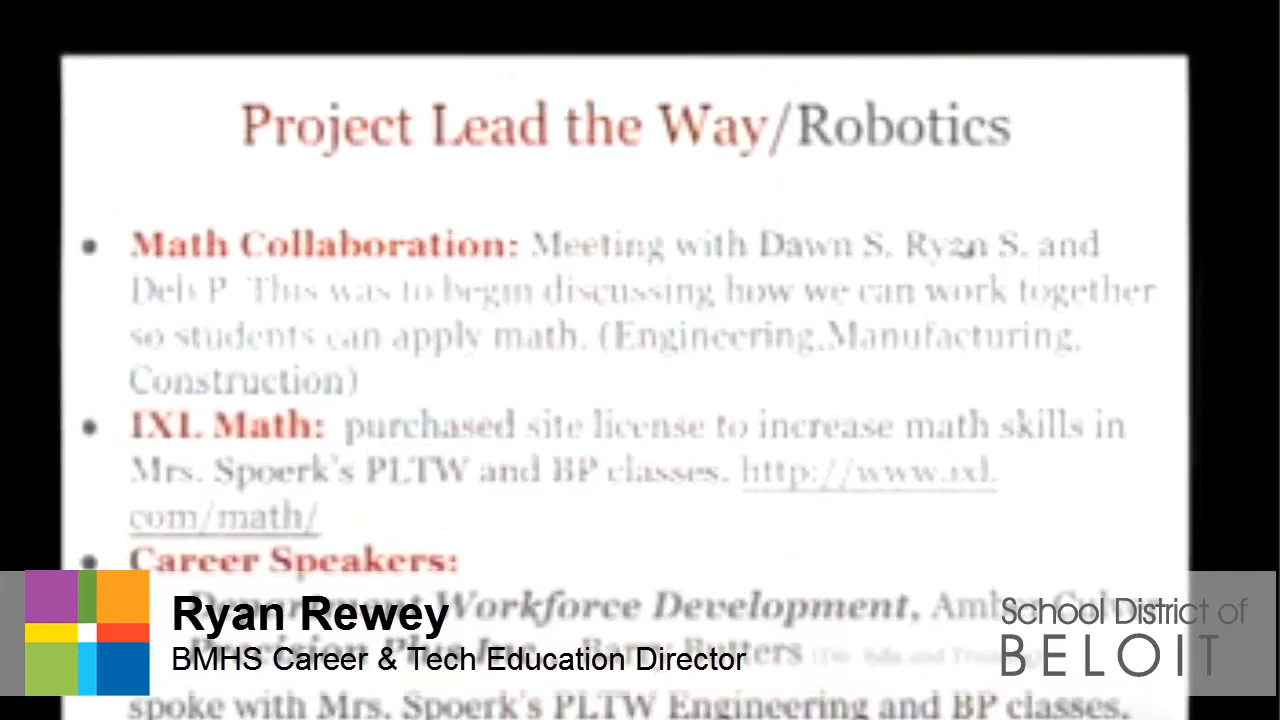 Project Lead the Way/Robotics
• Math Collaboration: Meeting with Dawn S. Ryan S. and
Deb P. This was to begin discussing how we can work together
so students can apply math. (Engineering,Manufacturing,
Construction)
• IXL Math: purchased site license to increase math skills in
Mrs. Spoerk's PLTW and BP classes. http://www.ixl.
com/math/
• Career Speakers:
Workforce Development,
Ryan Rewey
School District of
BELOIT
BMHS Career & Tech Education Director
spoke with Mrs. Spoerk's PLTW Engineering and BP classes.